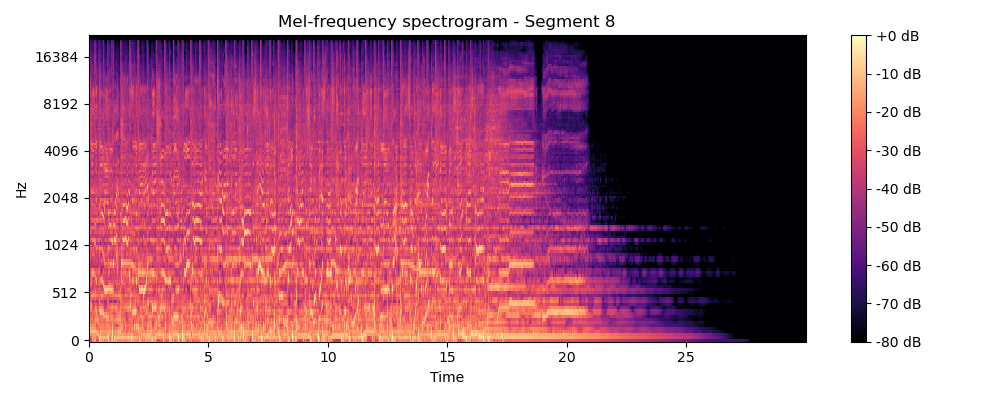 Mel-frequency spectrogram - Segment 8
Hz
16384
8192
4096
2048
1024
512
0
0 5 10 15 20 25
Time
+0 dB
-10 dB
-20 dB
-30 dB
-40 dB
-50 dB
-60 dB
-70 dB
-80 dB